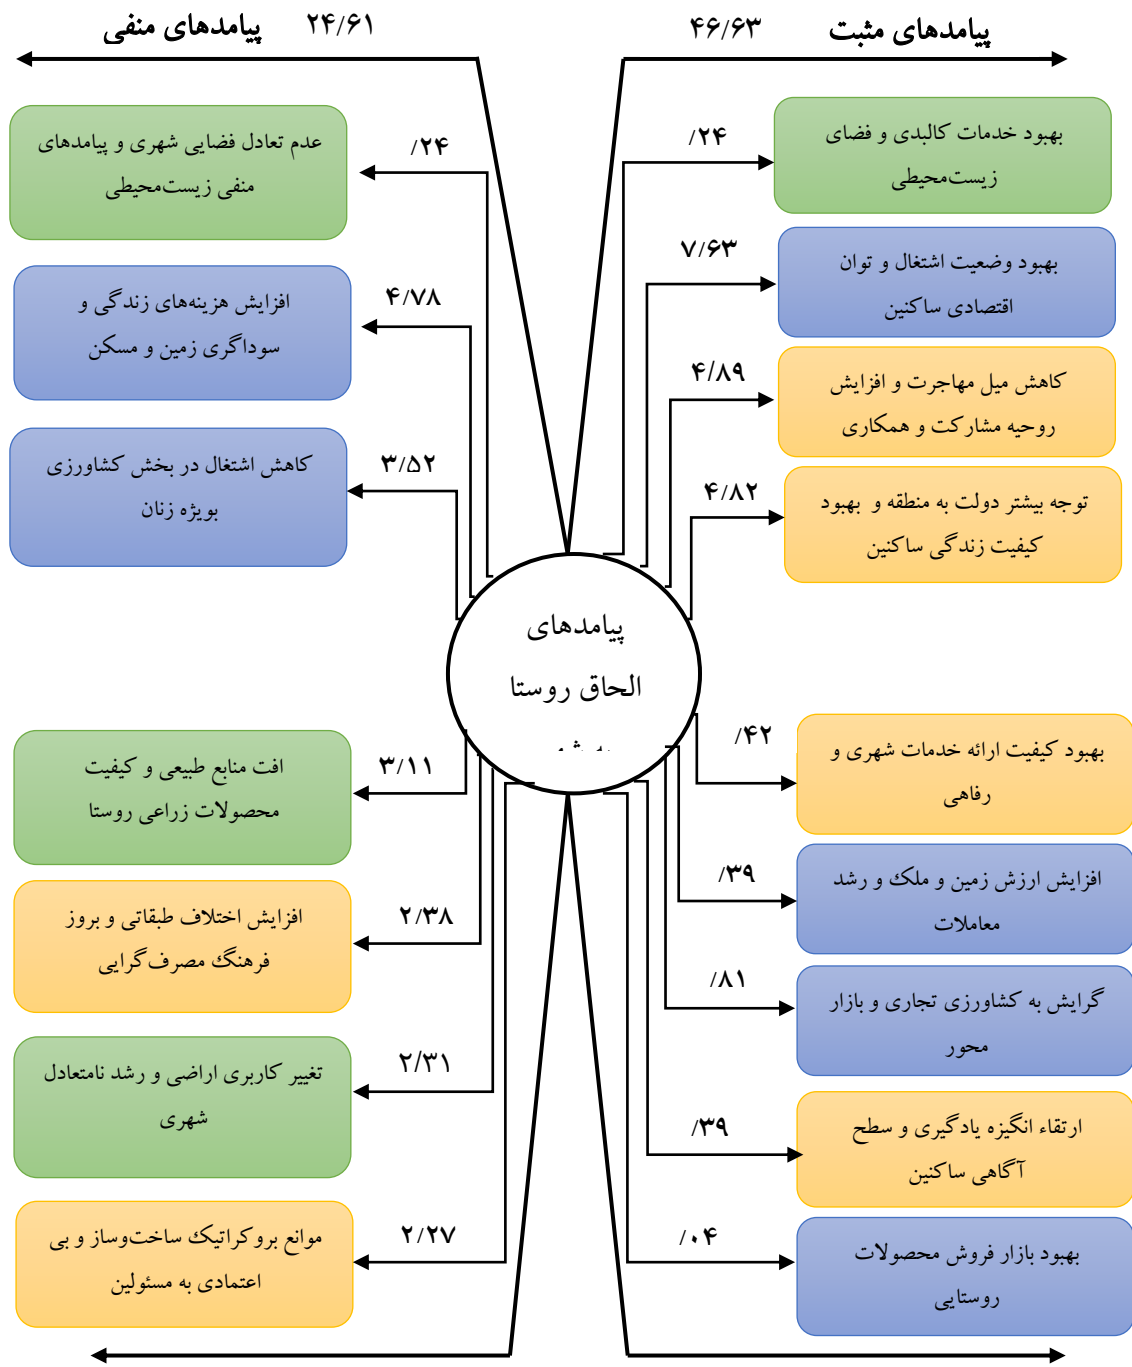 پیامدهای مثبت
۴۶/۶۳
پیامدهای منفی
۲۴/۶۱
بهبود خدمات کالبدی و فضای
زیست‌محیطی
/۲۴
بهبود وضعیت اشتغال و توان
اقتصادی ساکنین
۷/۶۳
کاهش میل مهاجرت و افزایش
روحیه مشارکت و همکاری
۴/۸۹
توجه بیشتر دولت به منطقه و بهبود
کیفیت زندگی ساکنین
۴/۸۲
بهبود کیفیت ارائه خدمات شهری و
رفاهی
/۴۲
افزایش ارزش زمین و ملک و رشد
معاملات
/۳۹
گرایش به کشاورزی تجاری و بازار
محور
/۸۱
ارتقاء انگیزه یادگیری و سطح
آگاهی ساکنین
/۳۹
بهبود بازار فروش محصولات
روستایی
/۰۴
پیامدهای
الحاق روستا
عدم تعادل فضایی شهری و پیامدهای
منفی زیست‌محیطی
/۲۴
افزایش هزینه‌های زندگی و
سوداگری زمین و مسکن
۴/۷۸
کاهش اشتغال در بخش کشاورزی
بویژه زنان
۳/۵۲
افت منابع طبیعی و کیفیت
محصولات زراعی روستا
۳/۱۱
افزایش اختلاف طبقاتی و بروز
فرهنگ مصرف‌گرایی
۲/۳۸
تغییر کاربری اراضی و رشد نامتعادل
شهری
۲/۳۱
موانع بروکراتیک ساخت‌وساز و بی
اعتمادی به مسئولین
۲/۲۷